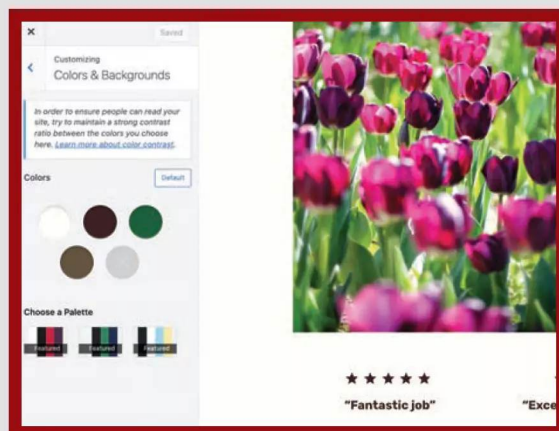 ×
Saved
Customizing
Colors & Backgrounds
In order to ensure people can read your
site, try to maintain a strong contrast
ratio between the colors you choose
here. Learn more about color contrast.
Colors
Default
Choose a Palette
Featured
Featured
Featured
★★★★★
"Fantastic job"
"Exce